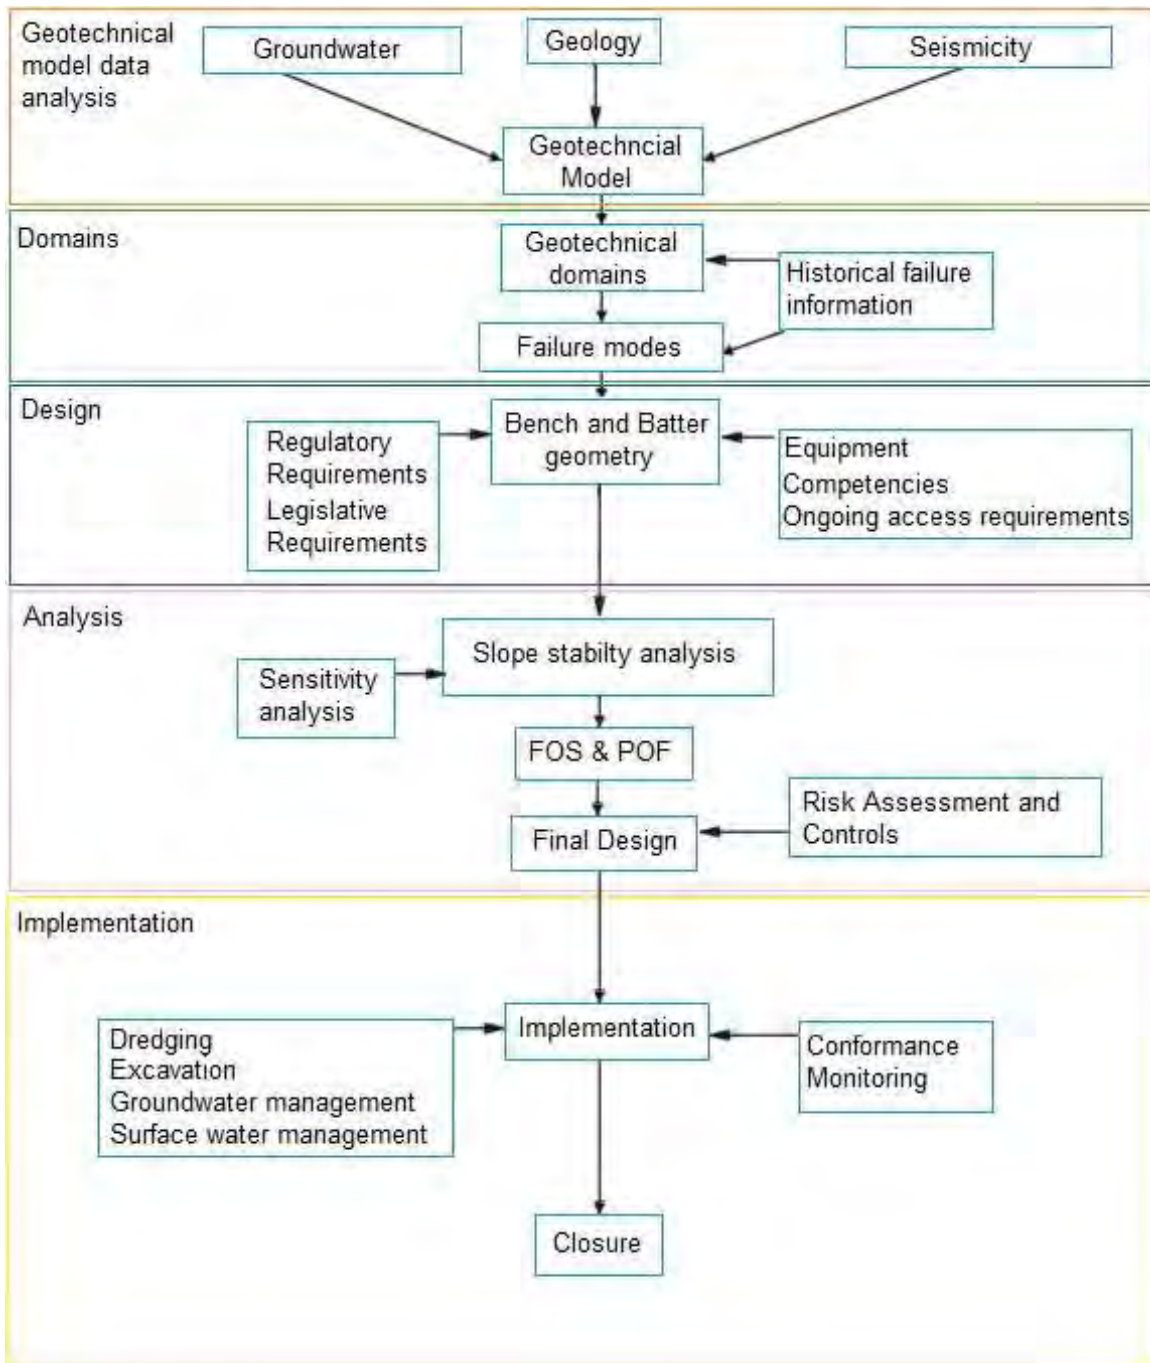 Geotechnical
model data
analysis
Groundwater
Geology
Seismicity
Geotechncial
Model
Domains
Geotechnical
domains
Historical failure
information
Failure modes
Design
Bench and Batter
geometry
Regulatory
Requirements
Legislative
Requirements
Equipment
Competencies
Ongoing access requirements
Analysis
Slope stabilty analysis
Sensitivity
analysis
FOS & POF
Risk Assessment and
Controls
Final Design
Implementation
Implementation
Dredging
Excavation
Groundwater management
Surface water management
Conformance
Monitoring
Closure